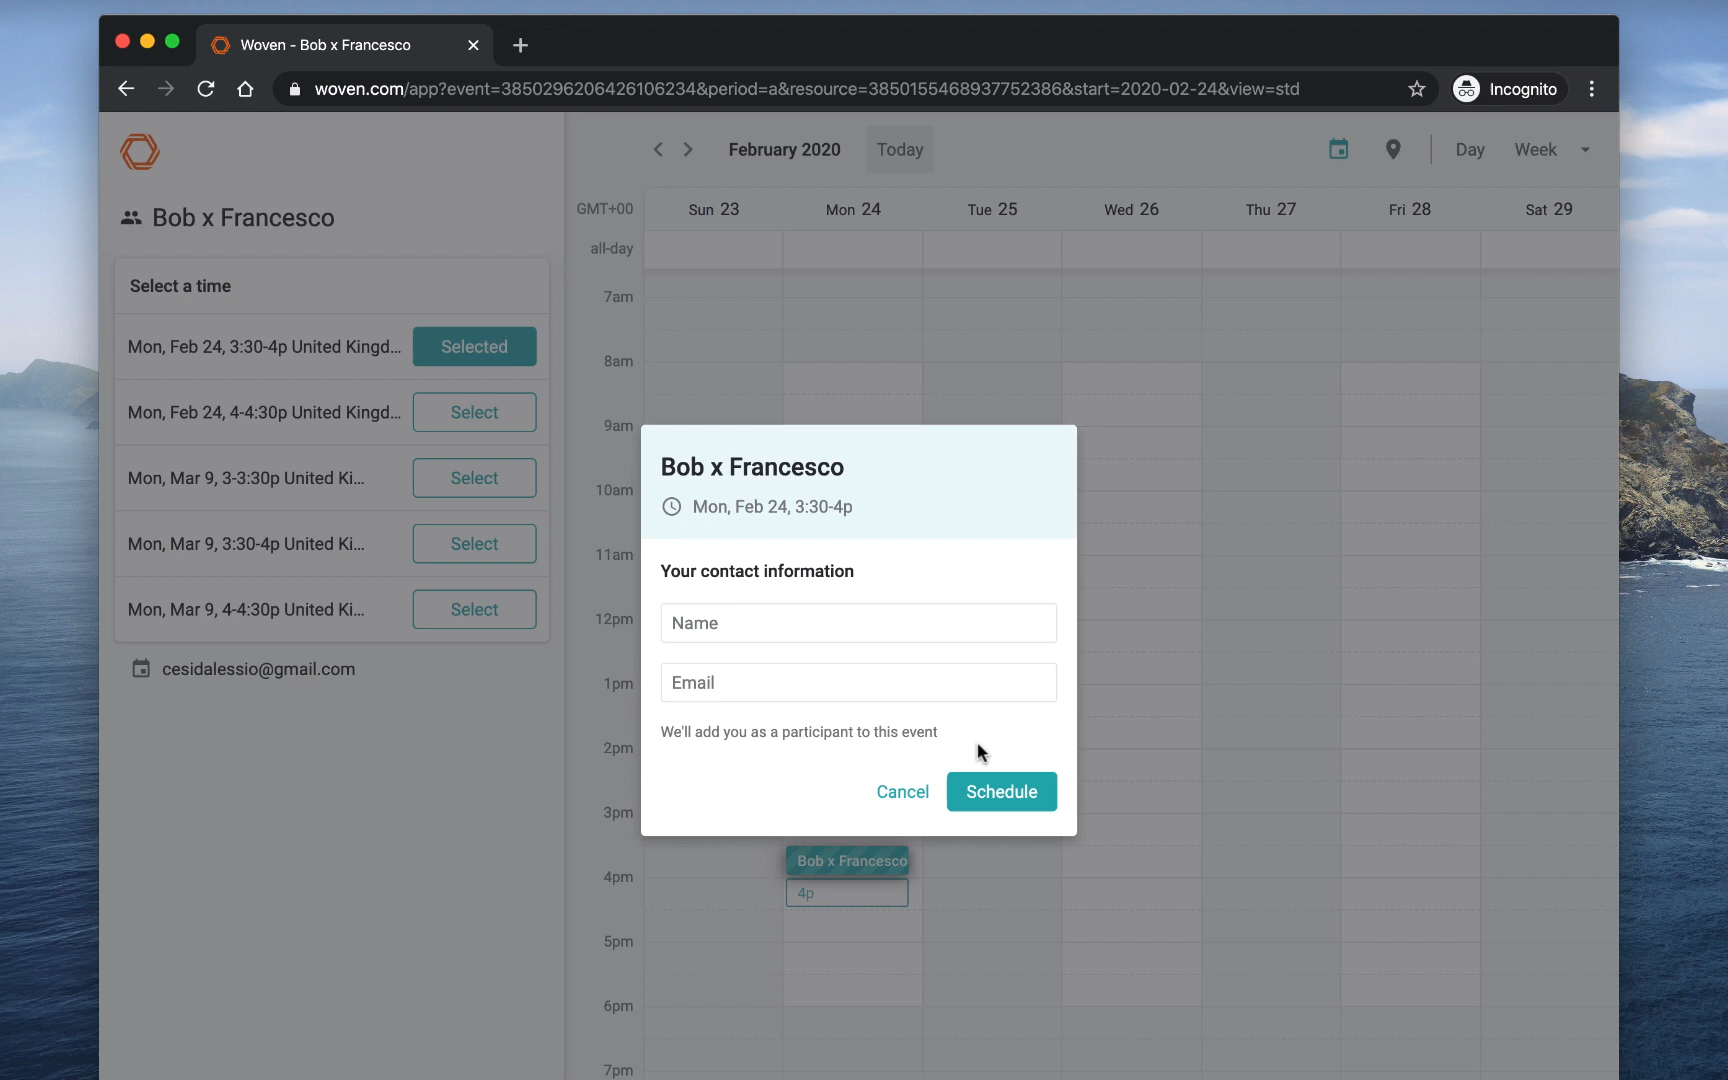 Woven - Bob x Francesco
woven.com/app?event=3850296206426106234&period=a&resource=3850155468937752386&start=2020-02-24&view=std
Incognito
Bob x Francesco
Select a time
Mon, Feb 24, 3:30-4p United Kingd... Selected
Mon, Feb 24, 4-4:30p United Kingd... Select
Mon, Mar 9, 3-3:30p United Ki... Select
Mon, Mar 9, 3:30-4p United Ki... Select
Mon, Mar 9, 4-4:30p United Ki... Select
cesidalessio@gmail.com
February 2020 Today Day Week
GMT+00 Sun 23 Mon 24 Tue 25 Wed 26 Thu 27 Fri 28 Sat 29
all-day
7am
8am
9am
10am
11am
12pm
1pm
2pm
3pm
4pm
5pm
6pm
7pm
Bob x Francesco
Mon, Feb 24, 3:30-4p
Your contact information
Name
Email
We'll add you as a participant to this event
Cancel Schedule
Bob x Francesco
4p